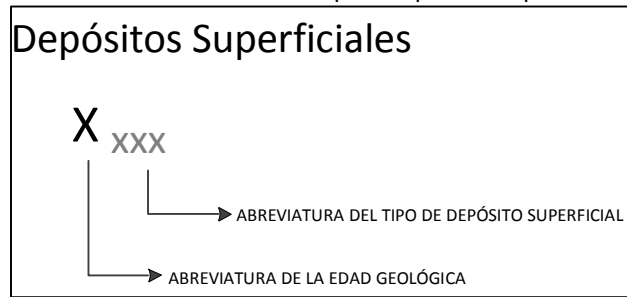 Depósitos Superficiales
X xxx
ABREVIATURA DEL TIPO DE DEPÓSITO SUPERFICIAL
ABREVIATURA DE LA EDAD GEOLÓGICA